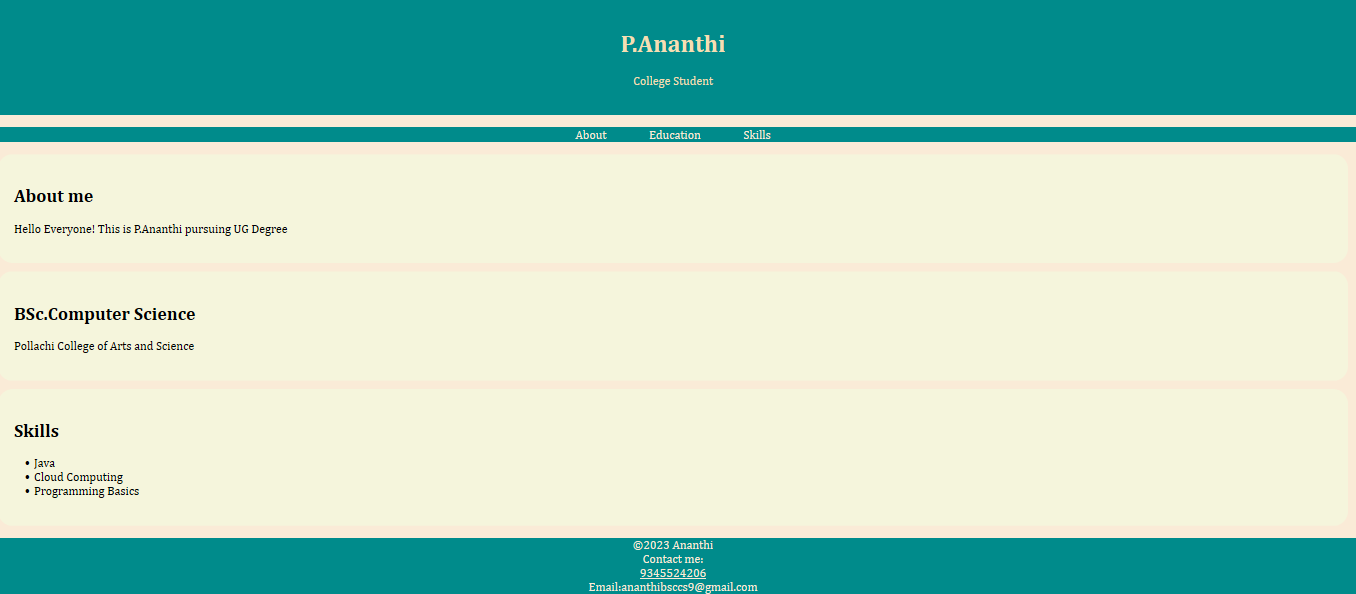 P.Ananthi
College Student
About Education Skills
About me
Hello Everyone! This is P.Ananthi pursuing UG Degree
BSc.Computer Science
Pollachi College of Arts and Science
Skills
• Java
• Cloud Computing
• Programming Basics
©2023 Ananthi
Contact me:
9345524206
Email:ananthibsccs9@gmail.com